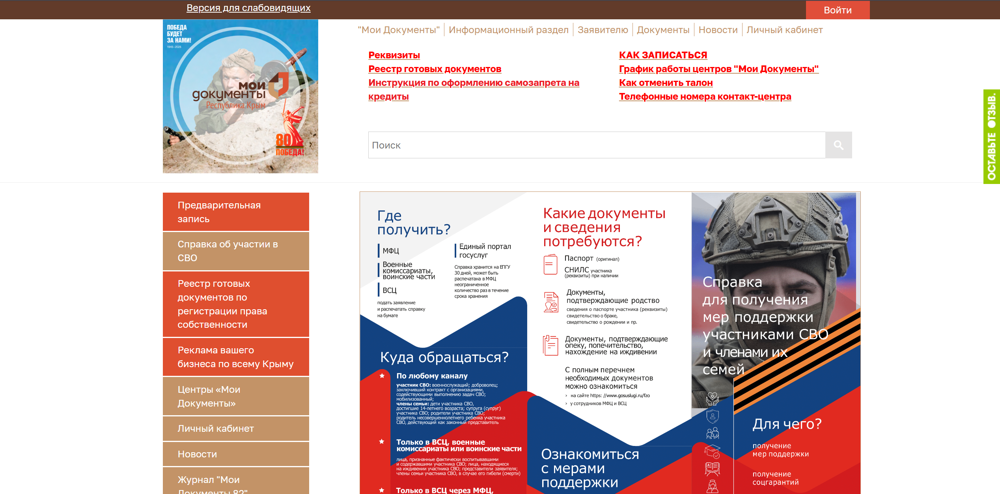 Версия для слабовидящих
Войти
ПОБЕДА
БУДЕТ
ЗА НАМИ!
1945–2025
мои
документы
Республика Крым
80
ПОБЕДА!
"Мои Документы"
Информационный раздел
Заявителю
Документы
Новости
Личный кабинет
Реквизиты
Реестр готовых документов
Инструкция по оформлению самозапрета на
кредиты
КАК ЗАПИСАТЬСЯ
График работы центров "Мои Документы"
Как отменить талон
Телефонные номера контакт-центра
Поиск
ОСТАВЬТЕ ОТЗЫВ.
Предварительная
запись
Справка об участии в
СВО
Реестр готовых
документов по
регистрации права
собственности
Реклама вашего
бизнеса по всему Крыму
Центры «Мои
Документы»
Личный кабинет
Новости
Журнал "Мои
Документы 82"
Где
получить?
МФЦ
Военные
комиссариаты,
воинские части
ВСЦ
подать заявление
и распечатать справку
на бумаге
Единый портал
госуслуг
Справка хранится на ЕПГУ
30 дней, может быть
распечатана в МФЦ
неограниченное
количество раз в течение
срока хранения
Куда обращаться?
По любому каналу
участник СВО: военнослужащий; доброволец;
заключивший контракт с организациями,
содействующими выполнению задач СВО;
мобилизованный;
члены семьи: дети участника СВО,
достигшие 14-летнего возраста; супруга (супруг)
участника СВО; родители участника СВО;
родитель несовершеннолетнего ребенка участника
СВО, действующий как законный представитель
Только в ВСЦ, военные
комиссариаты или воинские части
лица, признанные фактически воспитывавшими
и содержавшими участника СВО; лица, находящиеся
на иждивении участника СВО; представители заявителя;
члены семьи участника СВО, в случае его гибели (смерти)
Только в ВСЦ через МФЦ,
Какие документы
и сведения
потребуются?
Паспорт (оригинал)
СНИЛС участника
(реквизиты) при наличии
Документы,
подтверждающие родство
сведения о паспорте участника (реквизиты)
свидетельство о браке,
свидетельство о рождении и пр.
Документы, подтверждающие
опеку, попечительство,
нахождение на иждивении
С полным перечнем
необходимых документов
можно ознакомиться
› на сайте https: //www.gosuslugi.ru/fzo
› у сотрудников МФЦ и ВСЦ
Ознакомиться
с мерами
поддержки
Справка
для получения
мер поддержки
участниками СВО
и членами их
семей
Для чего?
получение
мер поддержки
получение
соцгарантий